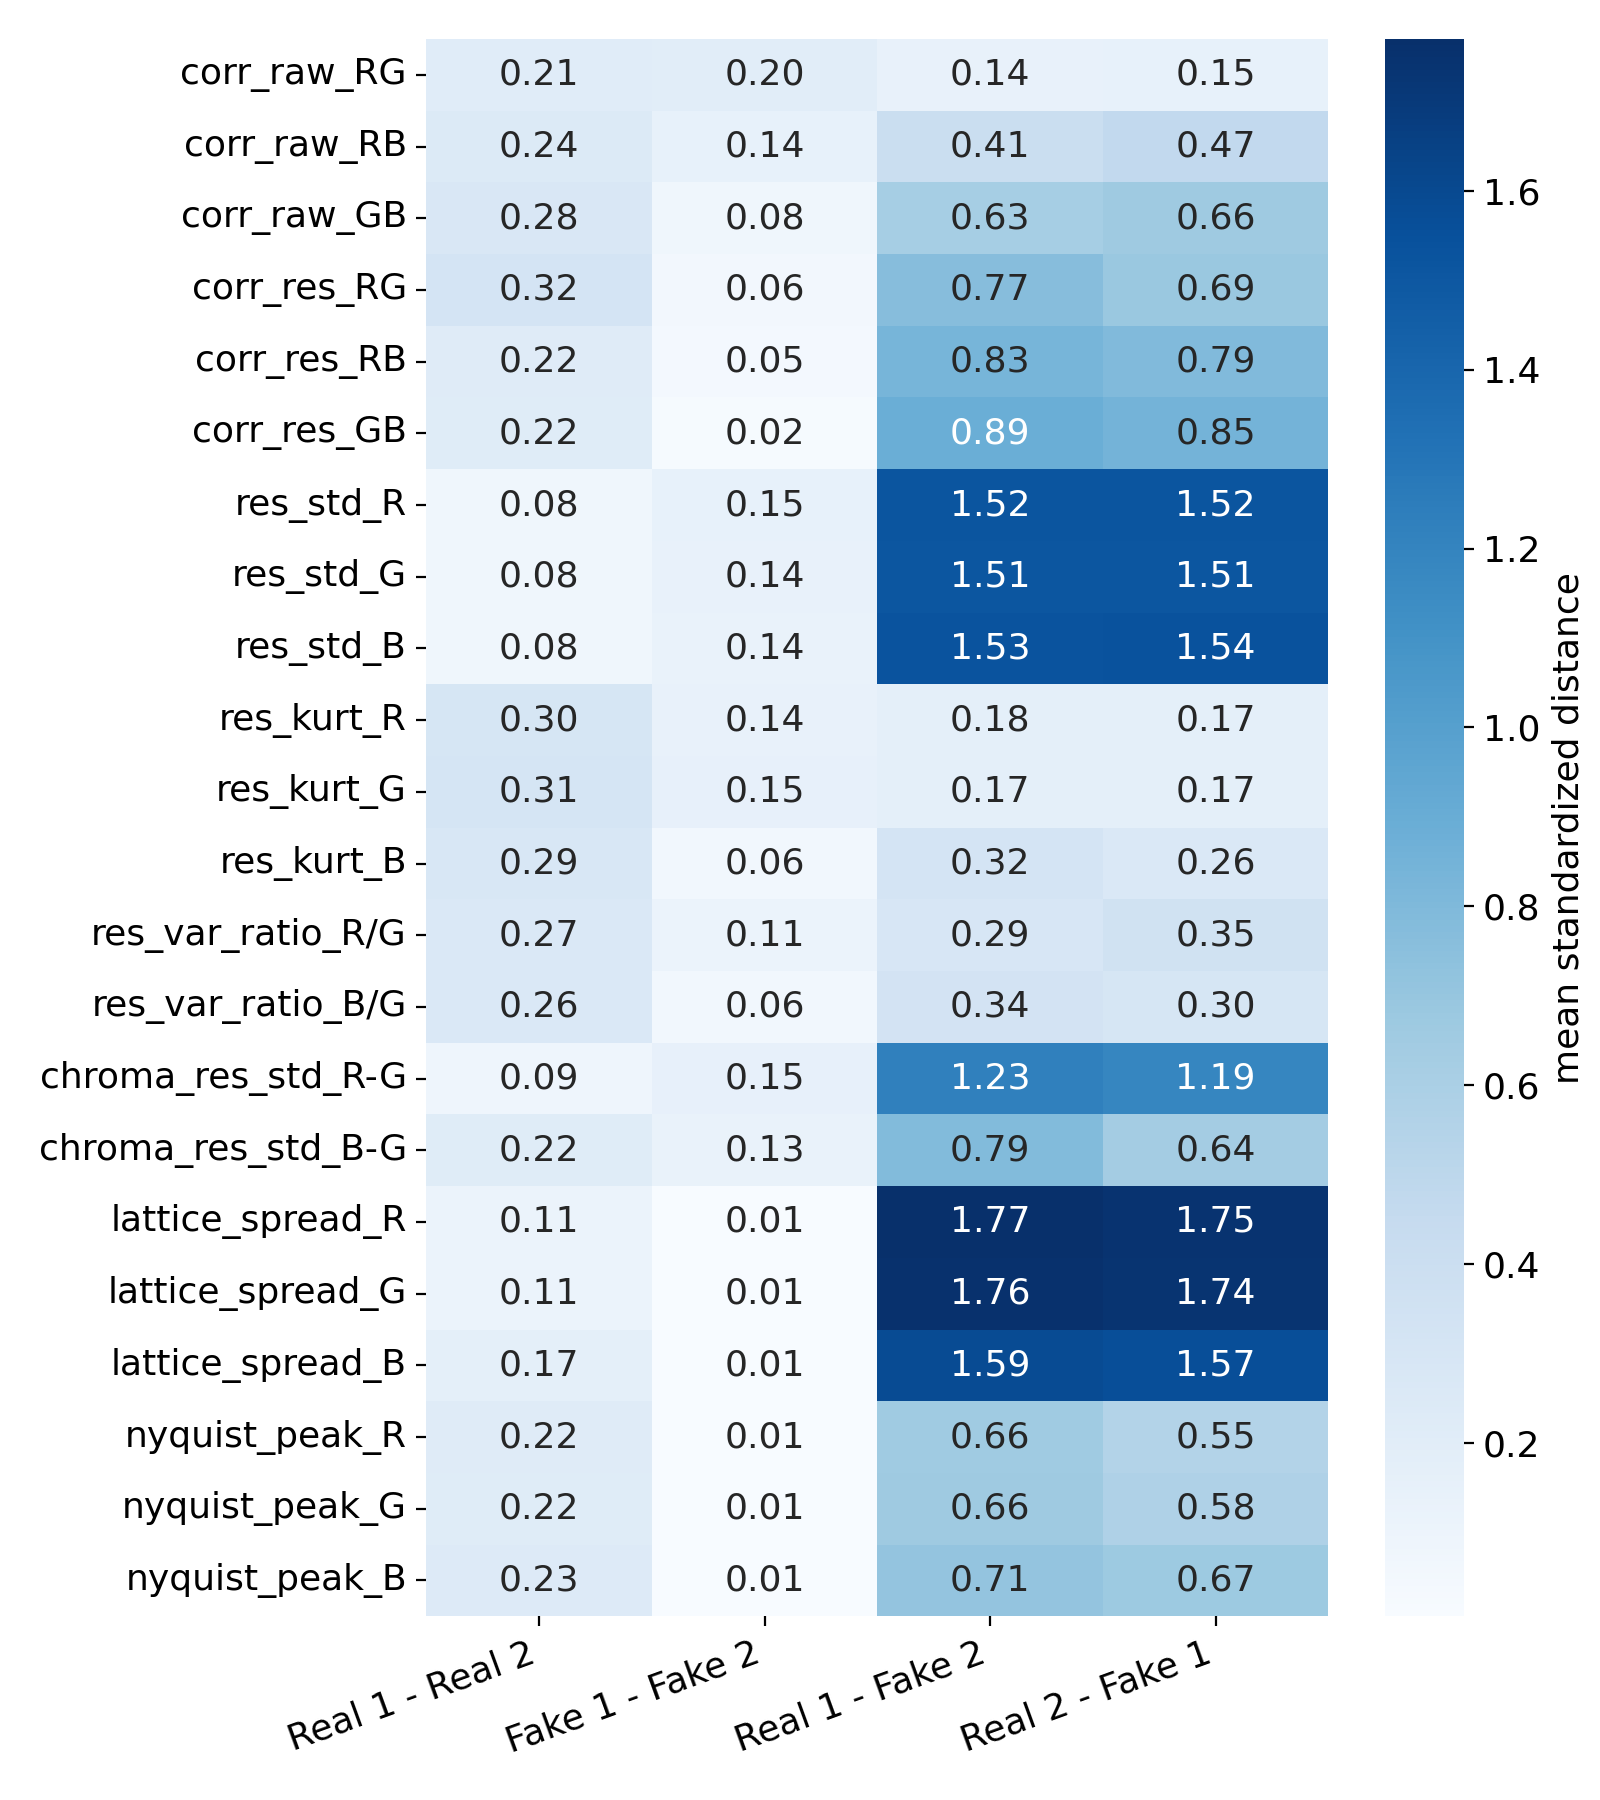 corr_raw_RG 0.21 0.20 0.14 0.15
corr_raw_RB 0.24 0.14 0.41 0.47
corr_raw_GB 0.28 0.08 0.63 0.66
corr_res_RG 0.32 0.06 0.77 0.69
corr_res_RB 0.22 0.05 0.83 0.79
corr_res_GB 0.22 0.02 0.89 0.85
res_std_R 0.08 0.15 1.52 1.52
res_std_G 0.08 0.14 1.51 1.51
res_std_B 0.08 0.14 1.53 1.54
res_kurt_R 0.30 0.14 0.18 0.17
res_kurt_G 0.31 0.15 0.17 0.17
res_kurt_B 0.29 0.06 0.32 0.26
res_var_ratio_R/G 0.27 0.11 0.29 0.35
res_var_ratio_B/G 0.26 0.06 0.34 0.30
chroma_res_std_R-G 0.09 0.15 1.23 1.19
chroma_res_std_B-G 0.22 0.13 0.79 0.64
lattice_spread_R 0.11 0.01 1.77 1.75
lattice_spread_G 0.11 0.01 1.76 1.74
lattice_spread_B 0.17 0.01 1.59 1.57
nyquist_peak_R 0.22 0.01 0.66 0.55
nyquist_peak_G 0.22 0.01 0.66 0.58
nyquist_peak_B 0.23 0.01 0.71 0.67
Real 1 - Real 2
Fake 1 - Fake 2
Real 1 - Fake 2
Real 2 - Fake 1
1.6
1.4
1.2
1.0
0.8
0.6
0.4
0.2
mean standardized distance